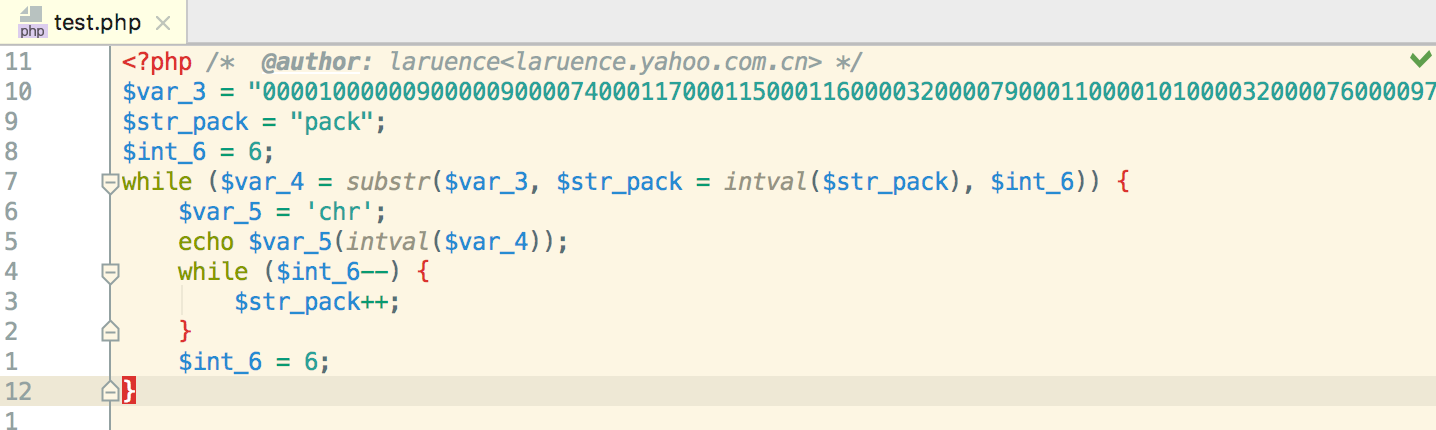 php test.php
11 <?php /* @author: laruence<laruence.yahoo.com.cn> */
10 $var_3 = "000010000009000009000074000117000115000116000032000079000110000101000032000076000097
9 $str_pack = "pack";
8 $int_6 = 6;
7 while ($var_4 = substr($var_3, $str_pack = intval($str_pack), $int_6)) {
6 $var_5 = 'chr';
5 echo $var_5(intval($var_4));
4 while ($int_6--) {
3 $str_pack++;
2 }
1 $int_6 = 6;
12 }
1